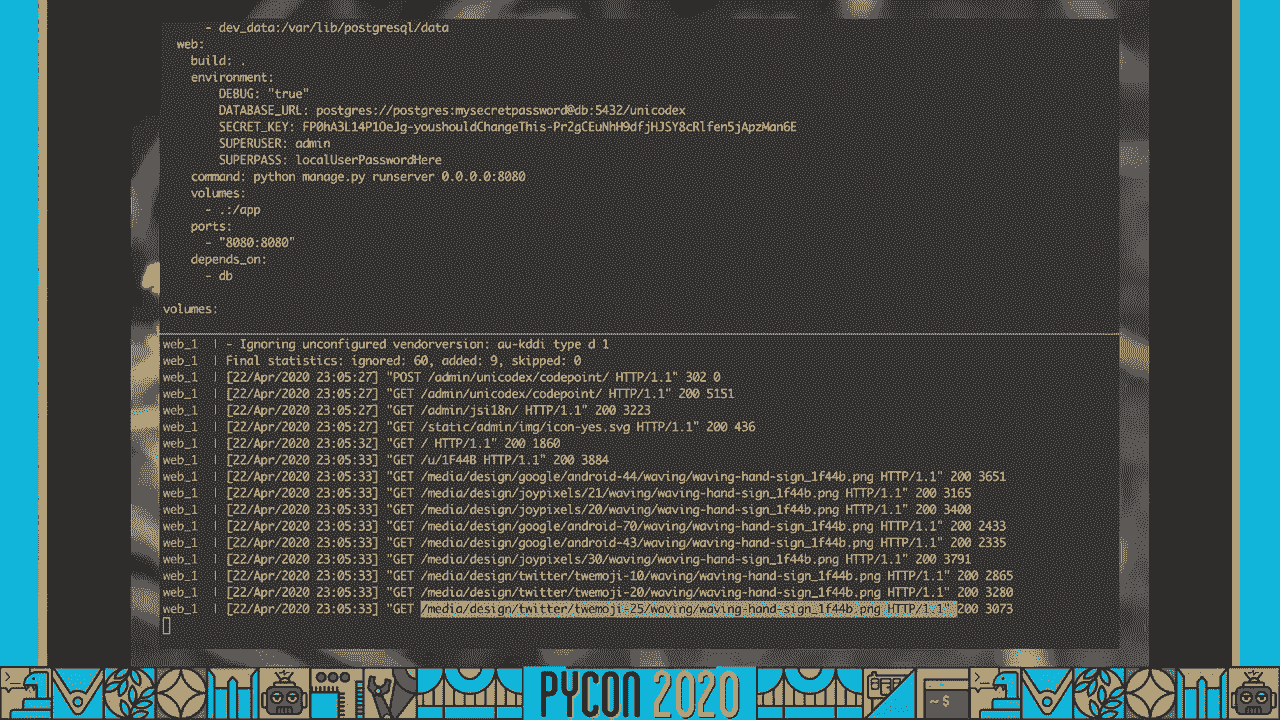 - dev_data:/var/lib/postgresql/data
web:
build: .
environment:
DEBUG: "true"
DATABASE_URL: postgres://postgres:mysecretpassword@db:5432/unicodex
SECRET_KEY: FP0hA3L14P1OeJg-youshouldChangeThis-Pr2gCEuNhH9dfjHJSY8cRlfen5jApzMan6E
SUPERUSER: admin
SUPERPASS: localUserPasswordHere
command: python manage.py runserver 0.0.0.0:8080
volumes:
- .:/app
ports:
- "8080:8080"
depends_on:
- db
volumes:
web_1 | - Ignoring unconfigured vendorversion: au-kddi type d 1
web_1 | Final statistics: ignored: 60, added: 9, skipped: 0
web_1 | [22/Apr/2020 23:05:27] "POST /admin/unicodex/codepoint/ HTTP/1.1" 302 0
web_1 | [22/Apr/2020 23:05:27] "GET /admin/unicodex/codepoint/ HTTP/1.1" 200 5151
web_1 | [22/Apr/2020 23:05:27] "GET /admin/jsi18n/ HTTP/1.1" 200 3223
web_1 | [22/Apr/2020 23:05:27] "GET /static/admin/img/icon-yes.svg HTTP/1.1" 200 436
web_1 | [22/Apr/2020 23:05:32] "GET / HTTP/1.1" 200 1860
web_1 | [22/Apr/2020 23:05:33] "GET /u/1F44B HTTP/1.1" 200 3884
web_1 | [22/Apr/2020 23:05:33] "GET /media/design/google/android-44/waving/waving-hand-sign_1f44b.png HTTP/1.1" 200 3651
web_1 | [22/Apr/2020 23:05:33] "GET /media/design/joypixels/21/waving/waving-hand-sign_1f44b.png HTTP/1.1" 200 3165
web_1 | [22/Apr/2020 23:05:33] "GET /media/design/joypixels/20/waving/waving-hand-sign_1f44b.png HTTP/1.1" 200 3400
web_1 | [22/Apr/2020 23:05:33] "GET /media/design/google/android-70/waving/waving-hand-sign_1f44b.png HTTP/1.1" 200 2433
web_1 | [22/Apr/2020 23:05:33] "GET /media/design/google/android-43/waving/waving-hand-sign_1f44b.png HTTP/1.1" 200 2335
web_1 | [22/Apr/2020 23:05:33] "GET /media/design/joypixels/30/waving/waving-hand-sign_1f44b.png HTTP/1.1" 200 3791
web_1 | [22/Apr/2020 23:05:33] "GET /media/design/twitter/twemoji-10/waving/waving-hand-sign_1f44b.png HTTP/1.1" 200 2865
web_1 | [22/Apr/2020 23:05:33] "GET /media/design/twitter/twemoji-20/waving/waving-hand-sign_1f44b.png HTTP/1.1" 200 3280
web_1 | [22/Apr/2020 23:05:33] "GET /media/design/twitter/twemoji-25/waving/waving-hand-sign_1f44b.png HTTP/1.1" 200 3073
PYCON 2020
~ $